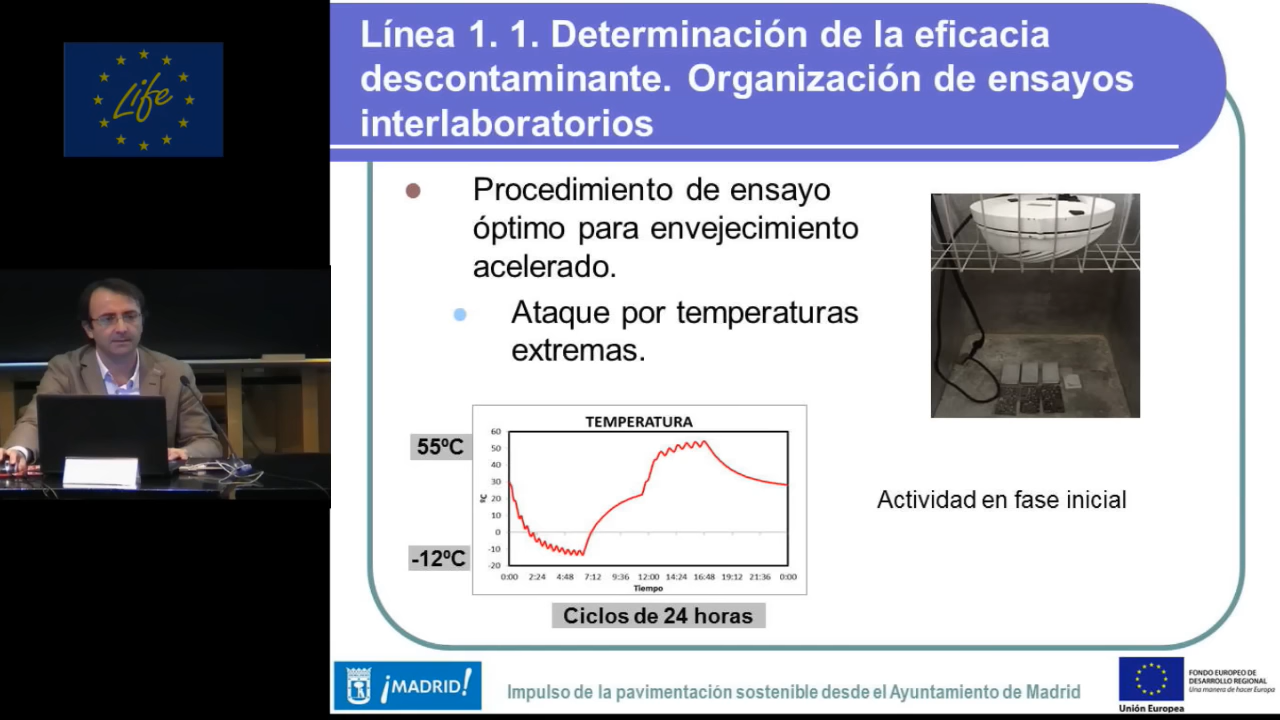 Life
Línea 1. 1. Determinación de la eficacia
descontaminante. Organización de ensayos
interlaboratorios
Procedimiento de ensayo
óptimo para envejecimiento
acelerado.
Ataque por temperaturas
extremas.
TEMPERATURA
60
50
40
30
20
10
0
-10
-20
ºC
55ºC
-12ºC
0:00 2:24 4:48 7:12 9:36 12:00 14:24 16:48 19:12 21:36 0:00
Tiempo
Ciclos de 24 horas
Actividad en fase inicial
¡MADRID!
Impulso de la pavimentación sostenible desde el Ayuntamiento de Madrid
FONDO EUROPEO DE
DESARROLLO REGIONAL
Una manera de hacer Europa
Unión Europea